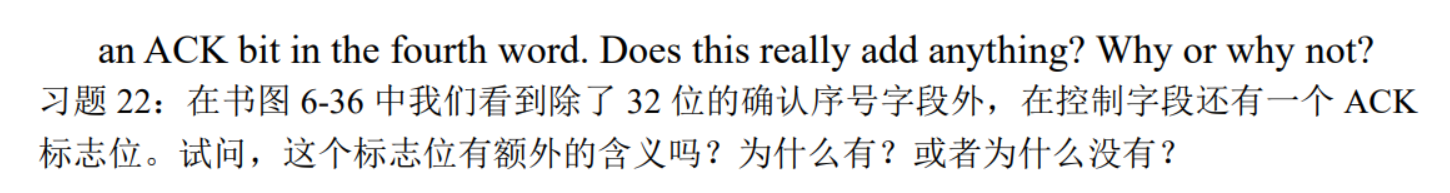 an ACK bit in the fourth word. Does this really add anything? Why or why not?
习题 22：在书图 6-36 中我们看到除了 32 位的确认序号字段外，在控制字段还有一个 ACK
标志位。试问，这个标志位有额外的含义吗？为什么有？或者为什么没有？